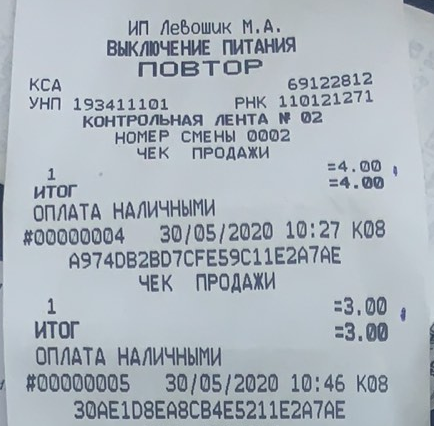 ИП Левошик М.А.
ВЫКЛЮЧЕНИЕ ПИТАНИЯ
ПОВТОР
КСА 69122812
УНП 193411101 РНК 110121271
КОНТРОЛЬНАЯ ЛЕНТА № 02
НОМЕР СМЕНЫ 0002
ЧЕК ПРОДАЖИ
1 =4.00
ИТОГ =4.00
ОПЛАТА НАЛИЧНЫМИ
#00000004 30/05/2020 10:27 К08
A974DB2BD7CFE59C11E2A7AE
ЧЕК ПРОДАЖИ
1 =3.00
ИТОГ =3.00
ОПЛАТА НАЛИЧНЫМИ
#00000005 30/05/2020 10:46 К08
30AE1D8EA8CB4E5211E2A7AE